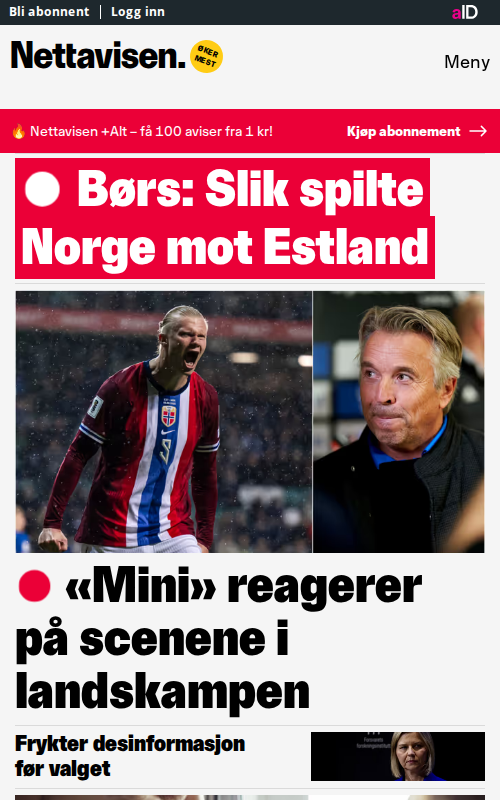 Bli abonnent | Logg inn
aID
Nettavisen.
ØKER
MEST
Meny
🔥 Nettavisen +Alt – få 100 aviser fra 1 kr!
Kjøp abonnement →
Børs: Slik spilte
Norge mot Estland
9
«Mini» reagerer
på scenene i
landskampen
Frykter desinformasjon
før valget